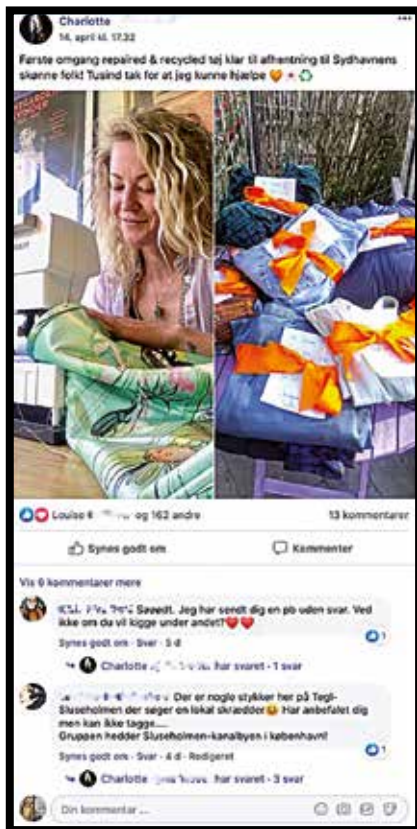 Charlotte
14. april kl. 17.32
Første omgang repaired & recycled tøj klar til afhentning til Sydhavnens
skønne folk! Tusind tak for at jeg kunne hjælpe 🧡 ♻️
Louise og 162 andre
13 kommentarer
Synes godt om
Kommenter
Vis 6 kommentarer mere
Jeg har sendt dig en pb uden svar. Ved
ikke om du vil kigge under andet?❤️❤️
Synes godt om · Svar · 5 d
1
Charlotte har svaret · 1 svar
Der er nogle stykker her på Tegl-
Sluseholmen der søger en lokal skrædder😀 Har anbefalet dig
men kan ikke tagge....
Gruppen hedder Sluseholmen-kanalbyen i københavn!
Synes godt om · Svar · 4 d · Redigeret
1
Charlotte har svaret · 3 svar
Din kommentar ...